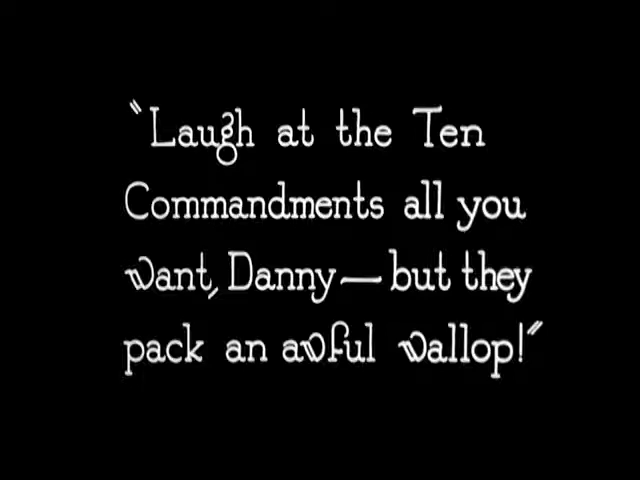 "Laugh at the Ten
Commandments all you
want, Danny—but they
pack an awful wallop!"